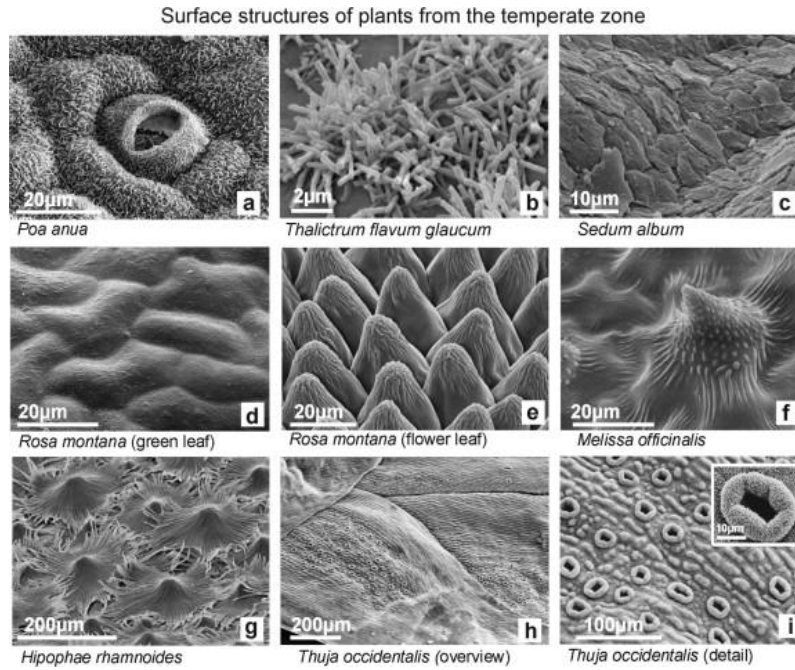 Surface structures of plants from the temperate zone
20µm a
2µm b
10µm c
Poa anua
Thalictrum flavum glaucum
Sedum album
20µm d
20µm e
20µm f
Rosa montana (green leaf)
Rosa montana (flower leaf)
Melissa officinalis
200µm g
200µm h
10µm
100µm i
Hipophae rhamnoides
Thuja occidentalis (overview)
Thuja occidentalis (detail)